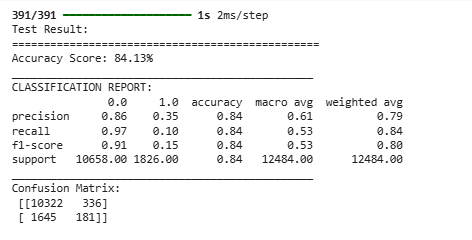 391/391 ━━━━━━━━━━━━━━━━━━━━ 1s 2ms/step
Test Result:
================================================
Accuracy Score: 84.13%
_______________________________________________
CLASSIFICATION REPORT:
0.0 1.0 accuracy macro avg weighted avg
precision 0.86 0.35 0.84 0.61 0.79
recall 0.97 0.10 0.84 0.53 0.84
f1-score 0.91 0.15 0.84 0.53 0.80
support 10658.00 1826.00 0.84 12484.00 12484.00
_______________________________________________
Confusion Matrix:
[[10322 336]
[ 1645 181]]